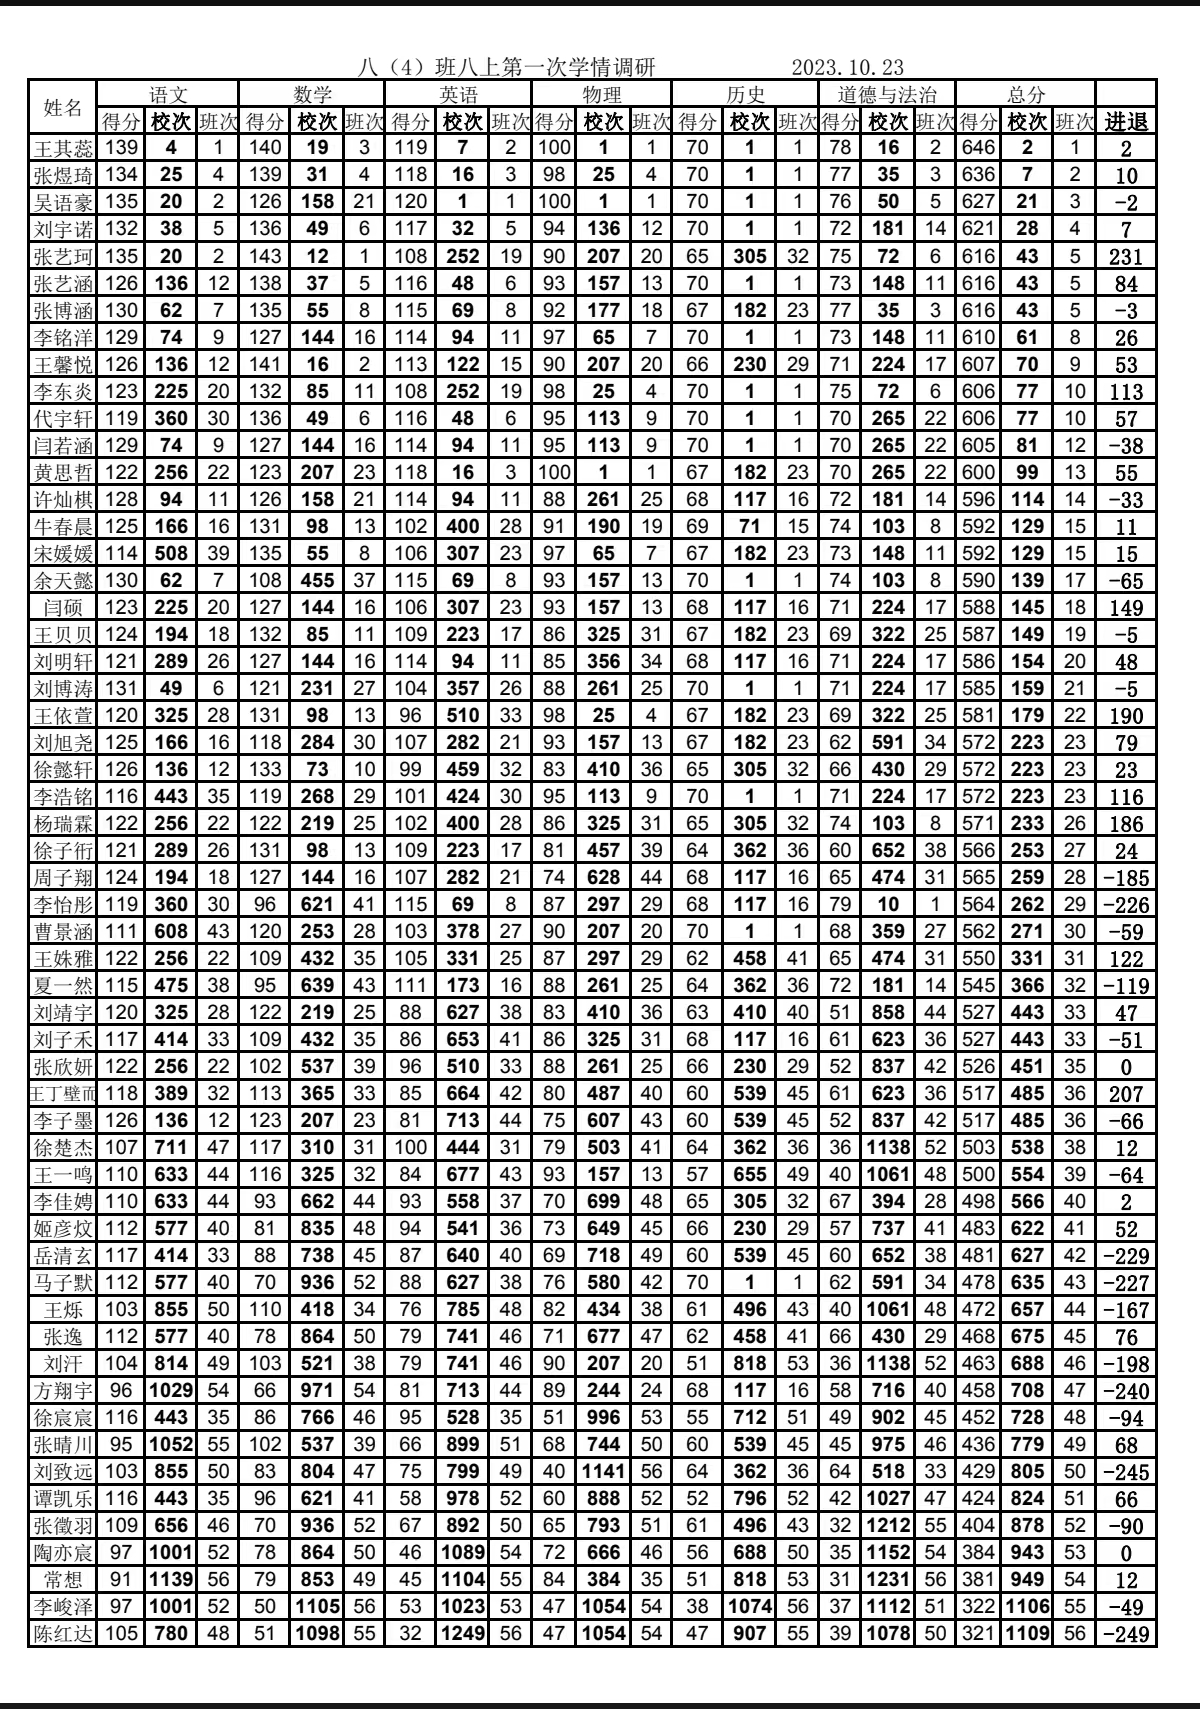 八（4）班八上第一次学情调研 2023.10.23
姓名 语文 数学 英语 物理 历史 道德与法治 总分
得分 校次 班次 得分 校次 班次 得分 校次 班次 得分 校次 班次 得分 校次 班次 得分 校次 班次 得分 校次 班次 进退
王其蕊 139 4 1 140 19 3 119 7 2 100 1 1 70 1 1 78 16 2 646 2 1 2
张煜琦 134 25 4 139 31 4 118 16 3 98 25 4 70 1 1 77 35 3 636 7 2 10
吴语豪 135 20 2 126 158 21 120 1 1 100 1 1 70 1 1 76 50 5 627 21 3 -2
刘宇诺 132 38 5 136 49 6 117 32 5 94 136 12 70 1 1 72 181 14 621 28 4 7
张艺珂 135 20 2 143 12 1 108 252 19 90 207 20 65 305 32 75 72 6 616 43 5 231
张艺涵 126 136 12 138 37 5 116 48 6 93 157 13 70 1 1 73 148 11 616 43 5 84
张博涵 130 62 7 135 55 8 115 69 8 92 177 18 67 182 23 77 35 3 616 43 5 -3
李铭洋 129 74 9 127 144 16 114 94 11 97 65 7 70 1 1 73 148 11 610 61 8 26
王馨悦 126 136 12 141 16 2 113 122 15 90 207 20 66 230 29 71 224 17 607 70 9 53
李东炎 123 225 20 132 85 11 108 252 19 98 25 4 70 1 1 75 72 6 606 77 10 113
代宇轩 119 360 30 136 49 6 116 48 6 95 113 9 70 1 1 70 265 22 606 77 10 57
闫若涵 129 74 9 127 144 16 114 94 11 95 113 9 70 1 1 70 265 22 605 81 12 -38
黄思哲 122 256 22 123 207 23 118 16 3 100 1 1 67 182 23 70 265 22 600 99 13 55
许灿棋 128 94 11 126 158 21 114 94 11 88 261 25 68 117 16 72 181 14 596 114 14 -33
牛春晨 125 166 16 131 98 13 102 400 28 91 190 19 69 71 15 74 103 8 592 129 15 11
宋媛媛 114 508 39 135 55 8 106 307 23 97 65 7 67 182 23 73 148 11 592 129 15 15
余天懿 130 62 7 108 455 37 115 69 8 93 157 13 70 1 1 74 103 8 590 139 17 -65
闫硕 123 225 20 127 144 16 106 307 23 93 157 13 68 117 16 71 224 17 588 145 18 149
王贝贝 124 194 18 132 85 11 109 223 17 86 325 31 67 182 23 69 322 25 587 149 19 -5
刘明轩 121 289 26 127 144 16 114 94 11 85 356 34 68 117 16 71 224 17 586 154 20 48
刘博涛 131 49 6 121 231 27 104 357 26 88 261 25 70 1 1 71 224 17 585 159 21 -5
王依萱 120 325 28 131 98 13 96 510 33 98 25 4 67 182 23 69 322 25 581 179 22 190
刘旭尧 125 166 16 118 284 30 107 282 21 93 157 13 67 182 23 62 591 34 572 223 23 79
徐懿轩 126 136 12 133 73 10 99 459 32 83 410 36 65 305 32 66 430 29 572 223 23 23
李浩铭 116 443 35 119 268 29 101 424 30 95 113 9 70 1 1 71 224 17 572 223 23 116
杨瑞霖 122 256 22 122 219 25 102 400 28 86 325 31 65 305 32 74 103 8 571 233 26 186
徐子衎 121 289 26 131 98 13 109 223 17 81 457 39 64 362 36 60 652 38 566 253 27 24
周子翔 124 194 18 127 144 16 107 282 21 74 628 44 68 117 16 65 474 31 565 259 28 -185
李怡彤 119 360 30 96 621 41 115 69 8 87 297 29 68 117 16 79 10 1 564 262 29 -226
曹景涵 111 608 43 120 253 28 103 378 27 90 207 20 70 1 1 68 359 27 562 271 30 -59
王姝雅 122 256 22 109 432 35 105 331 25 87 297 29 62 458 41 65 474 31 550 331 31 122
夏一然 115 475 38 95 639 43 111 173 16 88 261 25 64 362 36 72 181 14 545 366 32 -119
刘靖宇 120 325 28 122 219 25 88 627 38 83 410 36 63 410 40 51 858 44 527 443 33 47
刘子禾 117 414 33 109 432 35 86 653 41 86 325 31 68 117 16 61 623 36 527 443 33 -51
张欣妍 122 256 22 102 537 39 96 510 33 88 261 25 66 230 29 52 837 42 526 451 35 0
王丁壁而 118 389 32 113 365 33 85 664 42 80 487 40 60 539 45 61 623 36 517 485 36 207
李子墨 126 136 12 123 207 23 81 713 44 75 607 43 60 539 45 52 837 42 517 485 36 -66
徐楚杰 107 711 47 117 310 31 100 444 31 79 503 41 64 362 36 36 1138 52 503 538 38 12
王一鸣 110 633 44 116 325 32 84 677 43 93 157 13 57 655 49 40 1061 48 500 554 39 -64
李佳娉 110 633 44 93 662 44 93 558 37 70 699 48 65 305 32 67 394 28 498 566 40 2
姬彦炆 112 577 40 81 835 48 94 541 36 73 649 45 66 230 29 57 737 41 483 622 41 52
岳清玄 117 414 33 88 738 45 87 640 40 69 718 49 60 539 45 60 652 38 481 627 42 -229
马子默 112 577 40 70 936 52 88 627 38 76 580 42 70 1 1 62 591 34 478 635 43 -227
王烁 103 855 50 110 418 34 76 785 48 82 434 38 61 496 43 40 1061 48 472 657 44 -167
张逸 112 577 40 78 864 50 79 741 46 71 677 47 62 458 41 66 430 29 468 675 45 76
刘汗 104 814 49 103 521 38 79 741 46 90 207 20 51 818 53 36 1138 52 463 688 46 -198
方翔宇 96 1029 54 66 971 54 81 713 44 89 244 24 68 117 16 58 716 40 458 708 47 -240
徐宸宸 116 443 35 86 766 46 95 528 35 51 996 53 55 712 51 49 902 45 452 728 48 -94
张晴川 95 1052 55 102 537 39 66 899 51 68 744 50 60 539 45 45 975 46 436 779 49 68
刘致远 103 855 50 83 804 47 75 799 49 40 1141 56 64 362 36 64 518 33 429 805 50 -245
谭凯乐 116 443 35 96 621 41 58 978 52 60 888 52 52 796 52 42 1027 47 424 824 51 66
张徵羽 109 656 46 70 936 52 67 892 50 65 793 51 61 496 43 32 1212 55 404 878 52 -90
陶亦宸 97 1001 52 78 864 50 46 1089 54 72 666 46 56 688 50 35 1152 54 384 943 53 0
常想 91 1139 56 79 853 49 45 1104 55 84 384 35 51 818 53 31 1231 56 381 949 54 12
李峻泽 97 1001 52 50 1105 56 53 1023 53 47 1054 54 38 1074 56 37 1112 51 322 1106 55 -49
陈红达 105 780 48 51 1098 55 32 1249 56 47 1054 54 47 907 55 39 1078 50 321 1109 56 -249